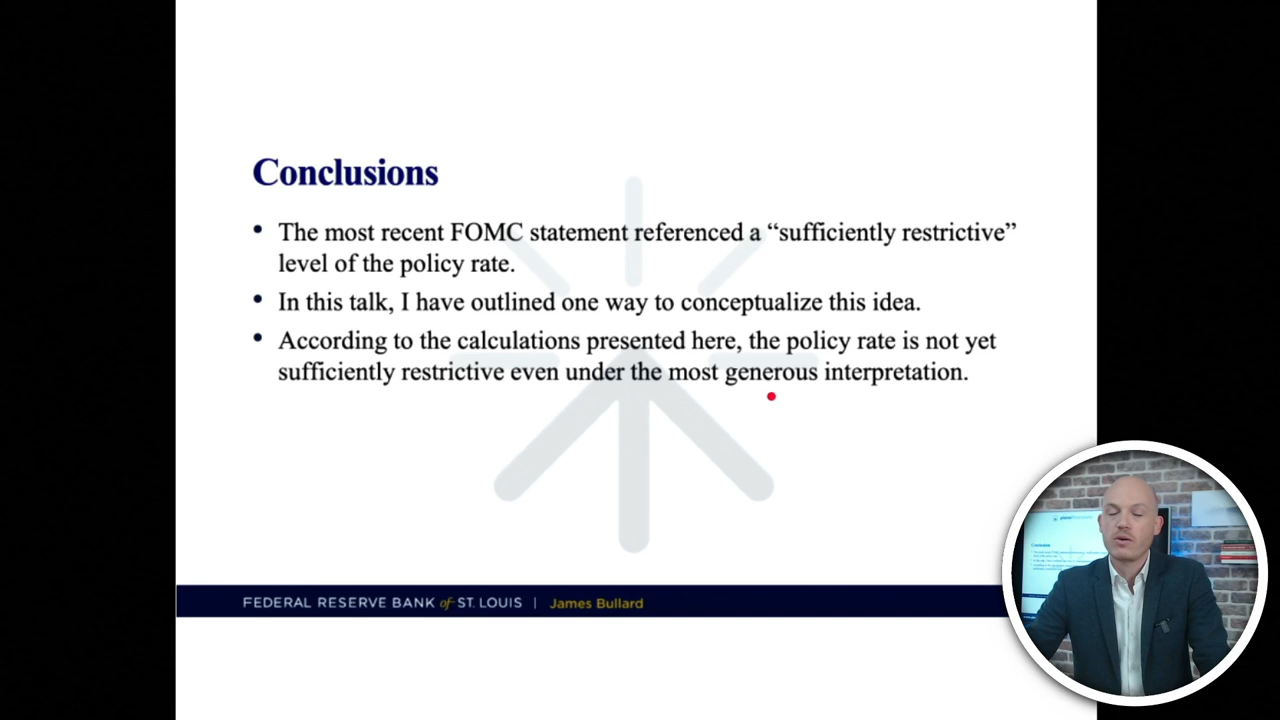 Conclusions
• The most recent FOMC statement referenced a “sufficiently restrictive”
level of the policy rate.
• In this talk, I have outlined one way to conceptualize this idea.
• According to the calculations presented here, the policy rate is not yet
sufficiently restrictive even under the most generous interpretation.
FEDERAL RESERVE BANK of ST. LOUIS | James Bullard